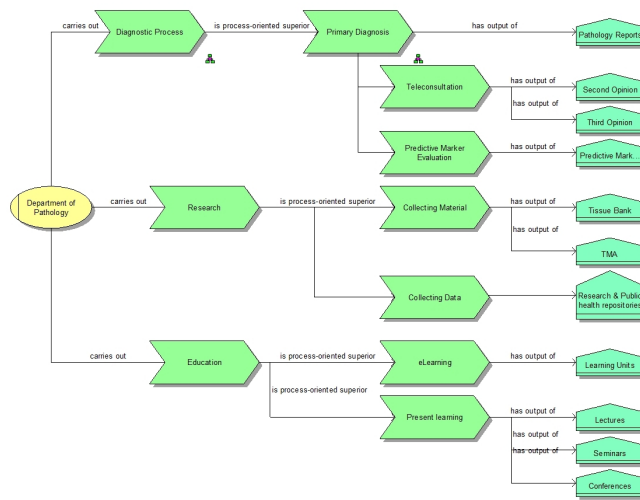 carries out
Diagnostic Process
is process-oriented superior
Primary Diagnosis
has output of
Pathology Reports
Teleconsultation
has output of
Second Opinion
has output of
Third Opinion
Predictive Marker
Evaluation
has output of
Predictive Mark...
Department of
Pathology
carries out
Research
is process-oriented superior
Collecting Material
has output of
Tissue Bank
has output of
TMA
Collecting Data
Research & Public
health repositories
carries out
Education
is process-oriented superior
eLearning
has output of
Learning Units
is process-oriented superior
Present learning
has output of
Lectures
has output of
has output of
Seminars
Conferences